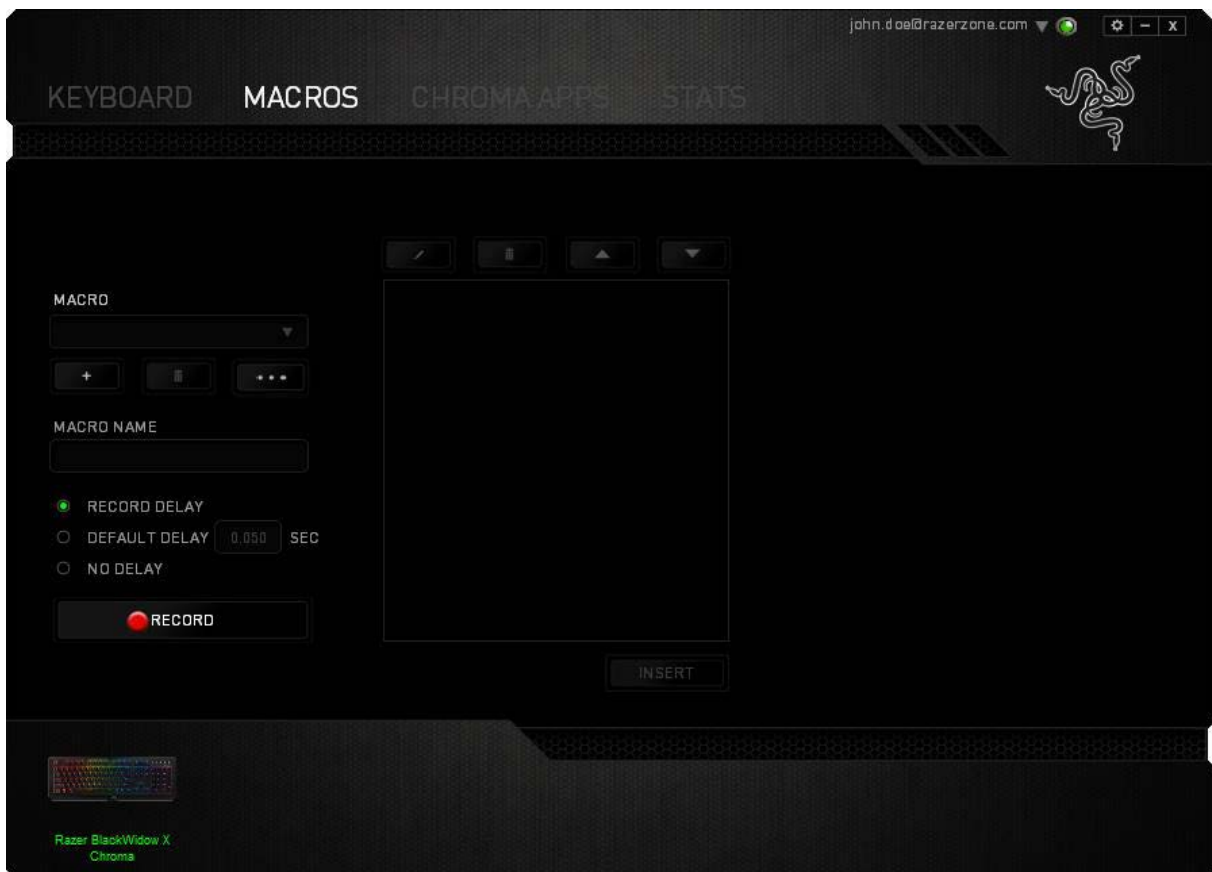 john.doe@razerzone.com
KEYBOARD MACROS CHROMA APPS STATS
MACRO
MACRO NAME
RECORD DELAY
DEFAULT DELAY 0.050 SEC
NO DELAY
RECORD
INSERT
Razer BlackWidow X
Chroma